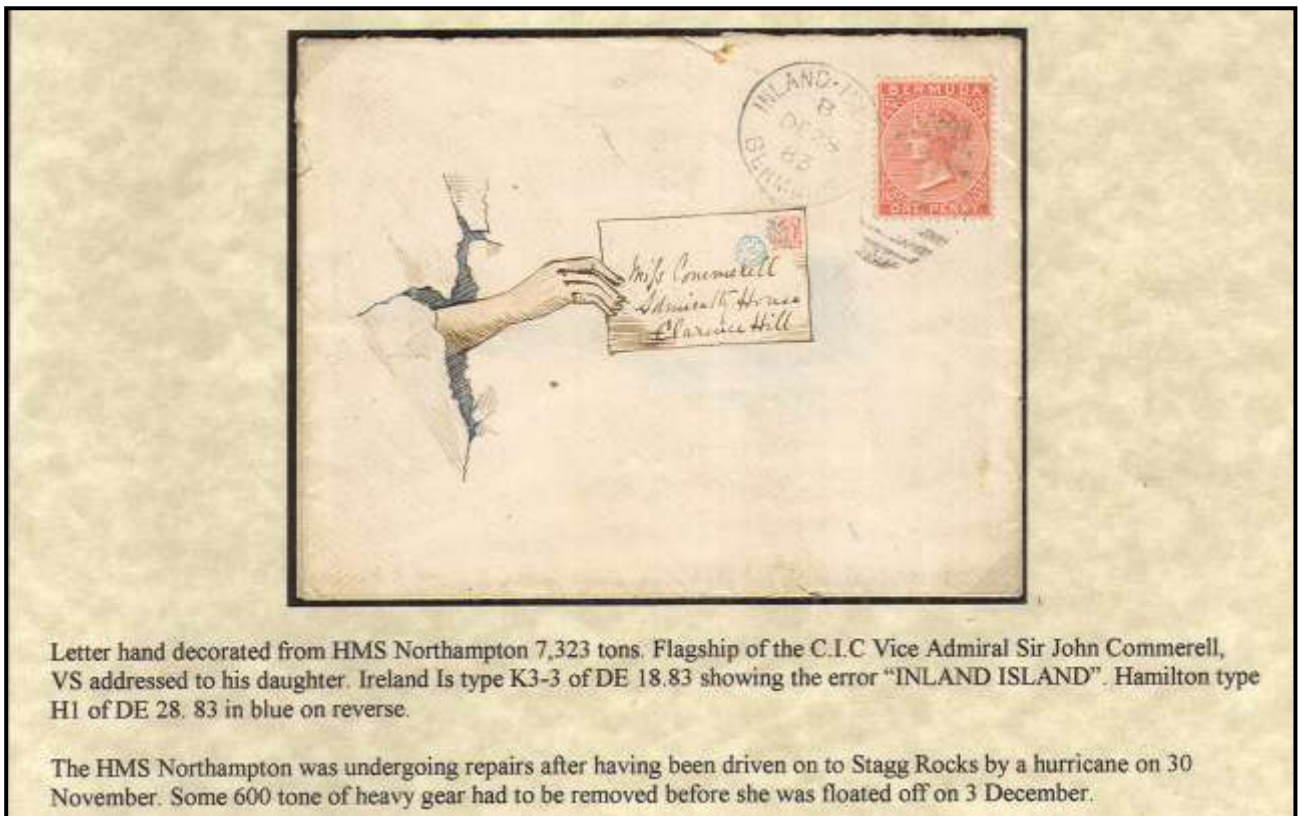 INLAND-
B
DE 28
83
BERMUDA
BERMUDA
ONE PENNY
Miss Commerell
Admiralty House
Clarence Hill
Letter hand decorated from HMS Northampton 7,323 tons. Flagship of the C.I.C Vice Admiral Sir John Commerell,
VS addressed to his daughter. Ireland Is type K3-3 of DE 18.83 showing the error “INLAND ISLAND”. Hamilton type
H1 of DE 28. 83 in blue on reverse.
The HMS Northampton was undergoing repairs after having been driven on to Stagg Rocks by a hurricane on 30
November. Some 600 tone of heavy gear had to be removed before she was floated off on 3 December.